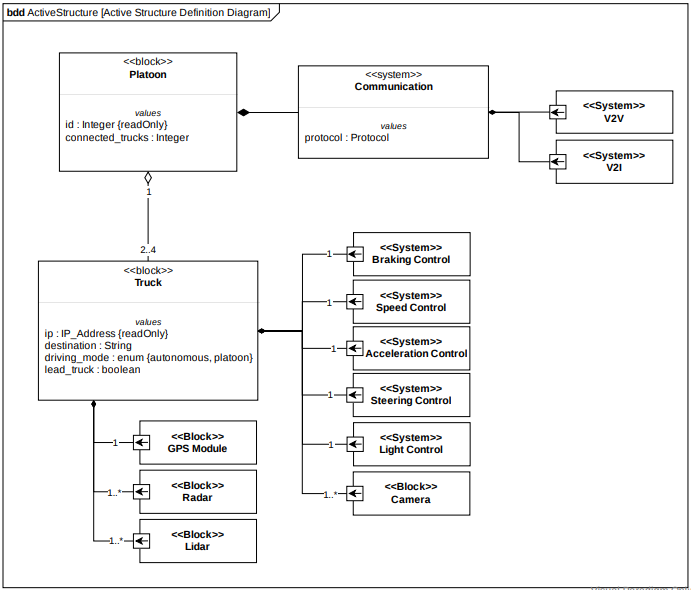 bdd ActiveStructure [Active Structure Definition Diagram]
<<block>>
Platoon
values
id : Integer {readOnly}
connected_trucks : Integer
<<system>>
Communication
values
protocol : Protocol
<<System>>
V2V
<<System>>
V2I
1
2..4
<<block>>
Truck
values
ip : IP_Address {readOnly}
destination : String
driving_mode : enum {autonomous, platoon}
lead_truck : boolean
1
<<System>>
Braking Control
1
<<System>>
Speed Control
1
<<System>>
Acceleration Control
1
<<System>>
Steering Control
1
<<System>>
Light Control
1..*
<<Block>>
Camera
1
<<Block>>
GPS Module
1..*
<<Block>>
Radar
1..*
<<Block>>
Lidar